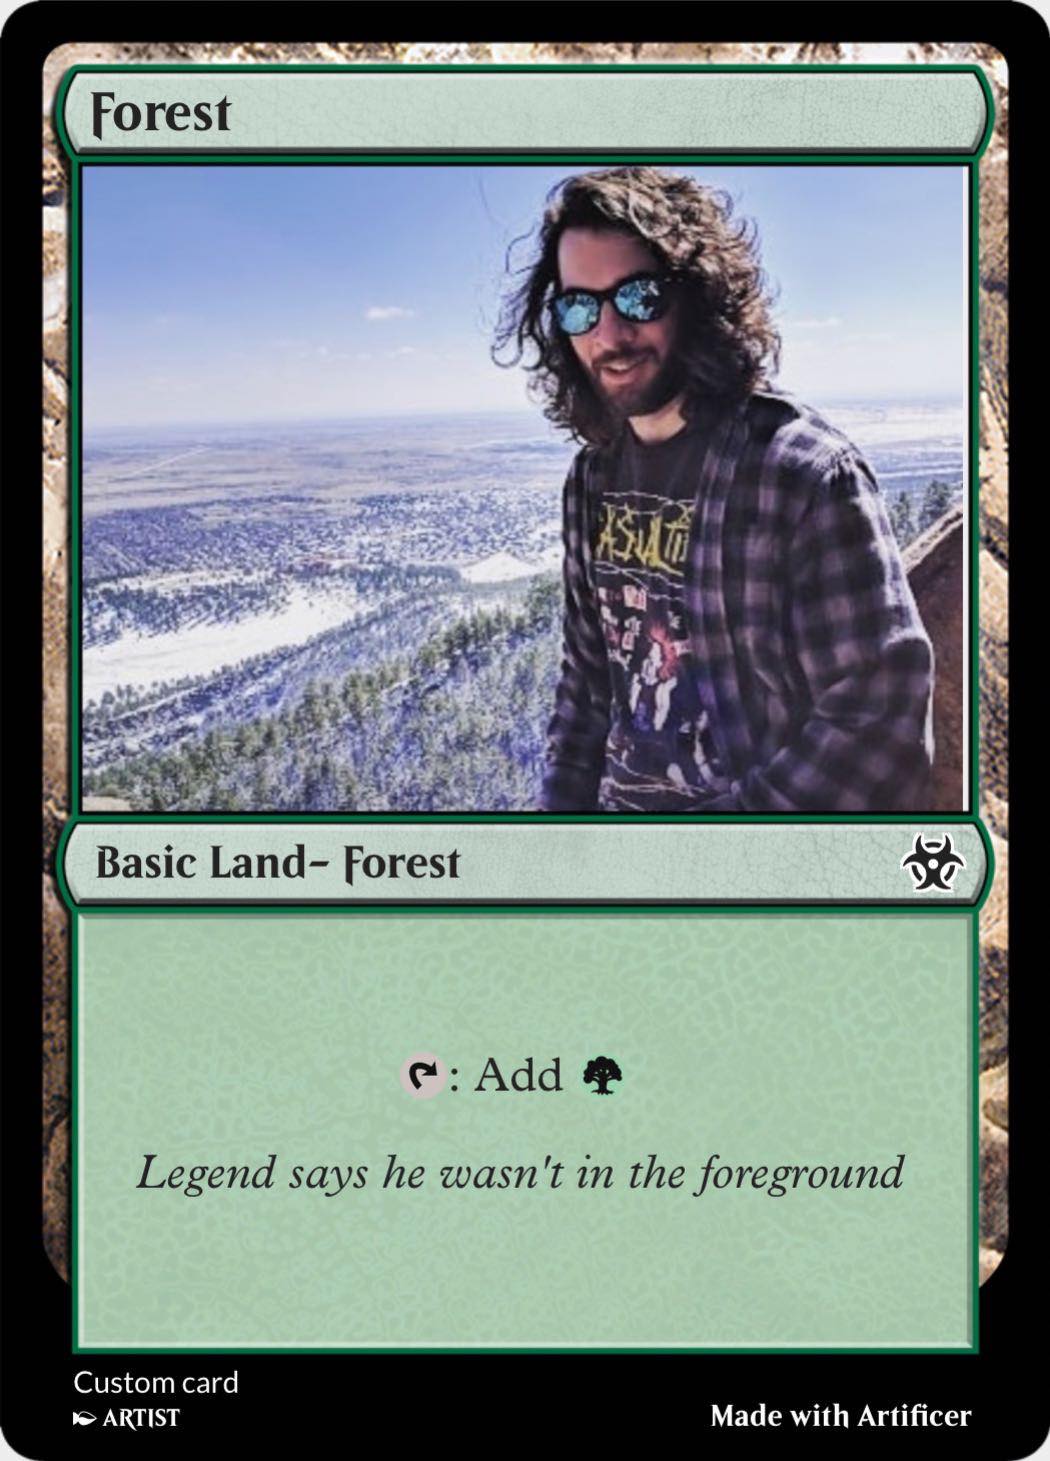 Forest
Basic Land- Forest
: Add
Legend says he wasn't in the foreground
Custom card
ARTIST
Made with Artificer